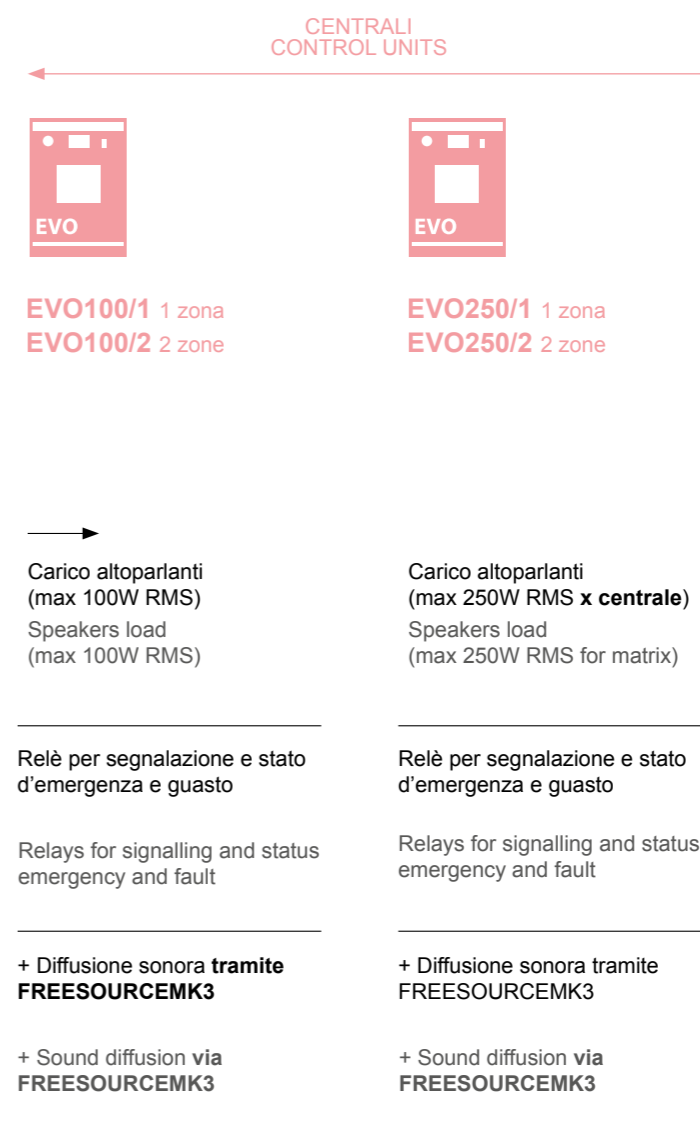 CENTRALI
CONTROL UNITS
EVO
EVO100/1 1 zona
EVO100/2 2 zone
Carico altoparlanti
(max 100W RMS)
Speakers load
(max 100W RMS)
Relè per segnalazione e stato
d’emergenza e guasto
Relays for signalling and status
emergency and fault
+ Diffusione sonora tramite
FREESOURCEMK3
+ Sound diffusion via
FREESOURCEMK3
EVO
EVO250/1 1 zona
EVO250/2 2 zone
Carico altoparlanti
(max 250W RMS x centrale)
Speakers load
(max 250W RMS for matrix)
Relè per segnalazione e stato
d’emergenza e guasto
Relays for signalling and status
emergency and fault
+ Diffusione sonora tramite
FREESOURCEMK3
+ Sound diffusion via
FREESOURCEMK3